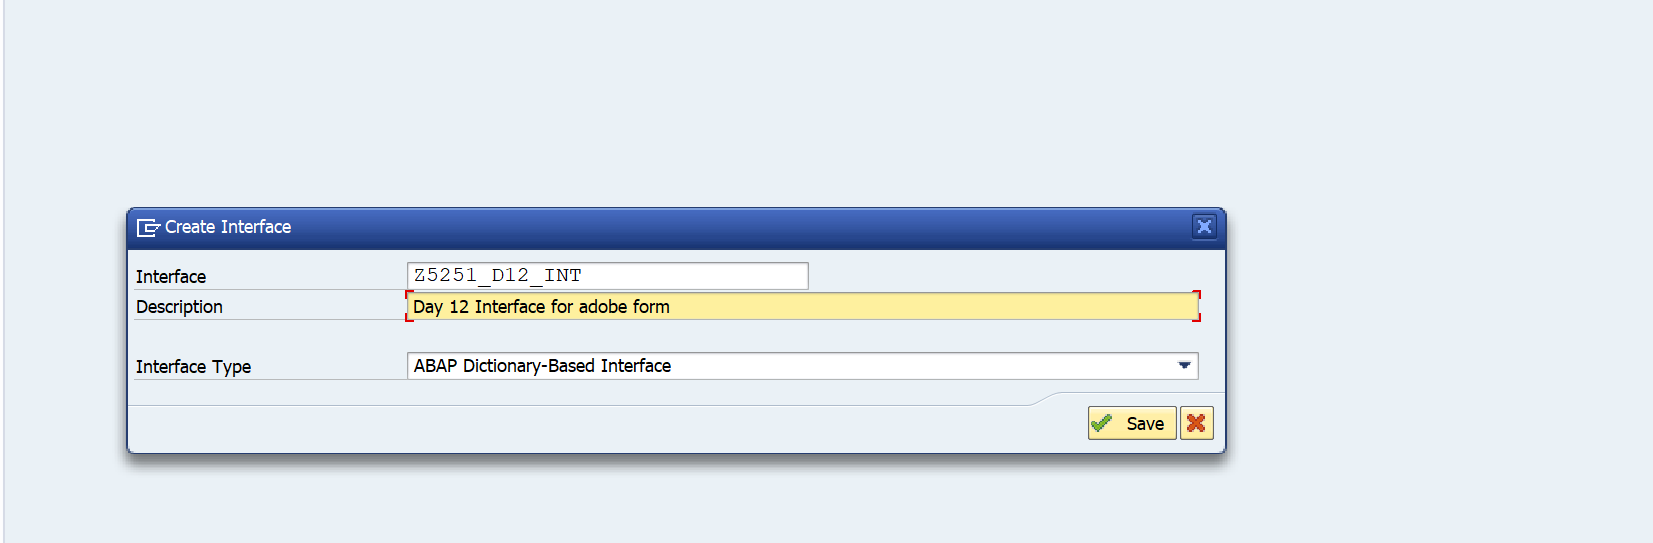 Create Interface
Interface Z5251_D12_INT
Description Day 12 Interface for adobe form
Interface Type ABAP Dictionary-Based Interface
Save